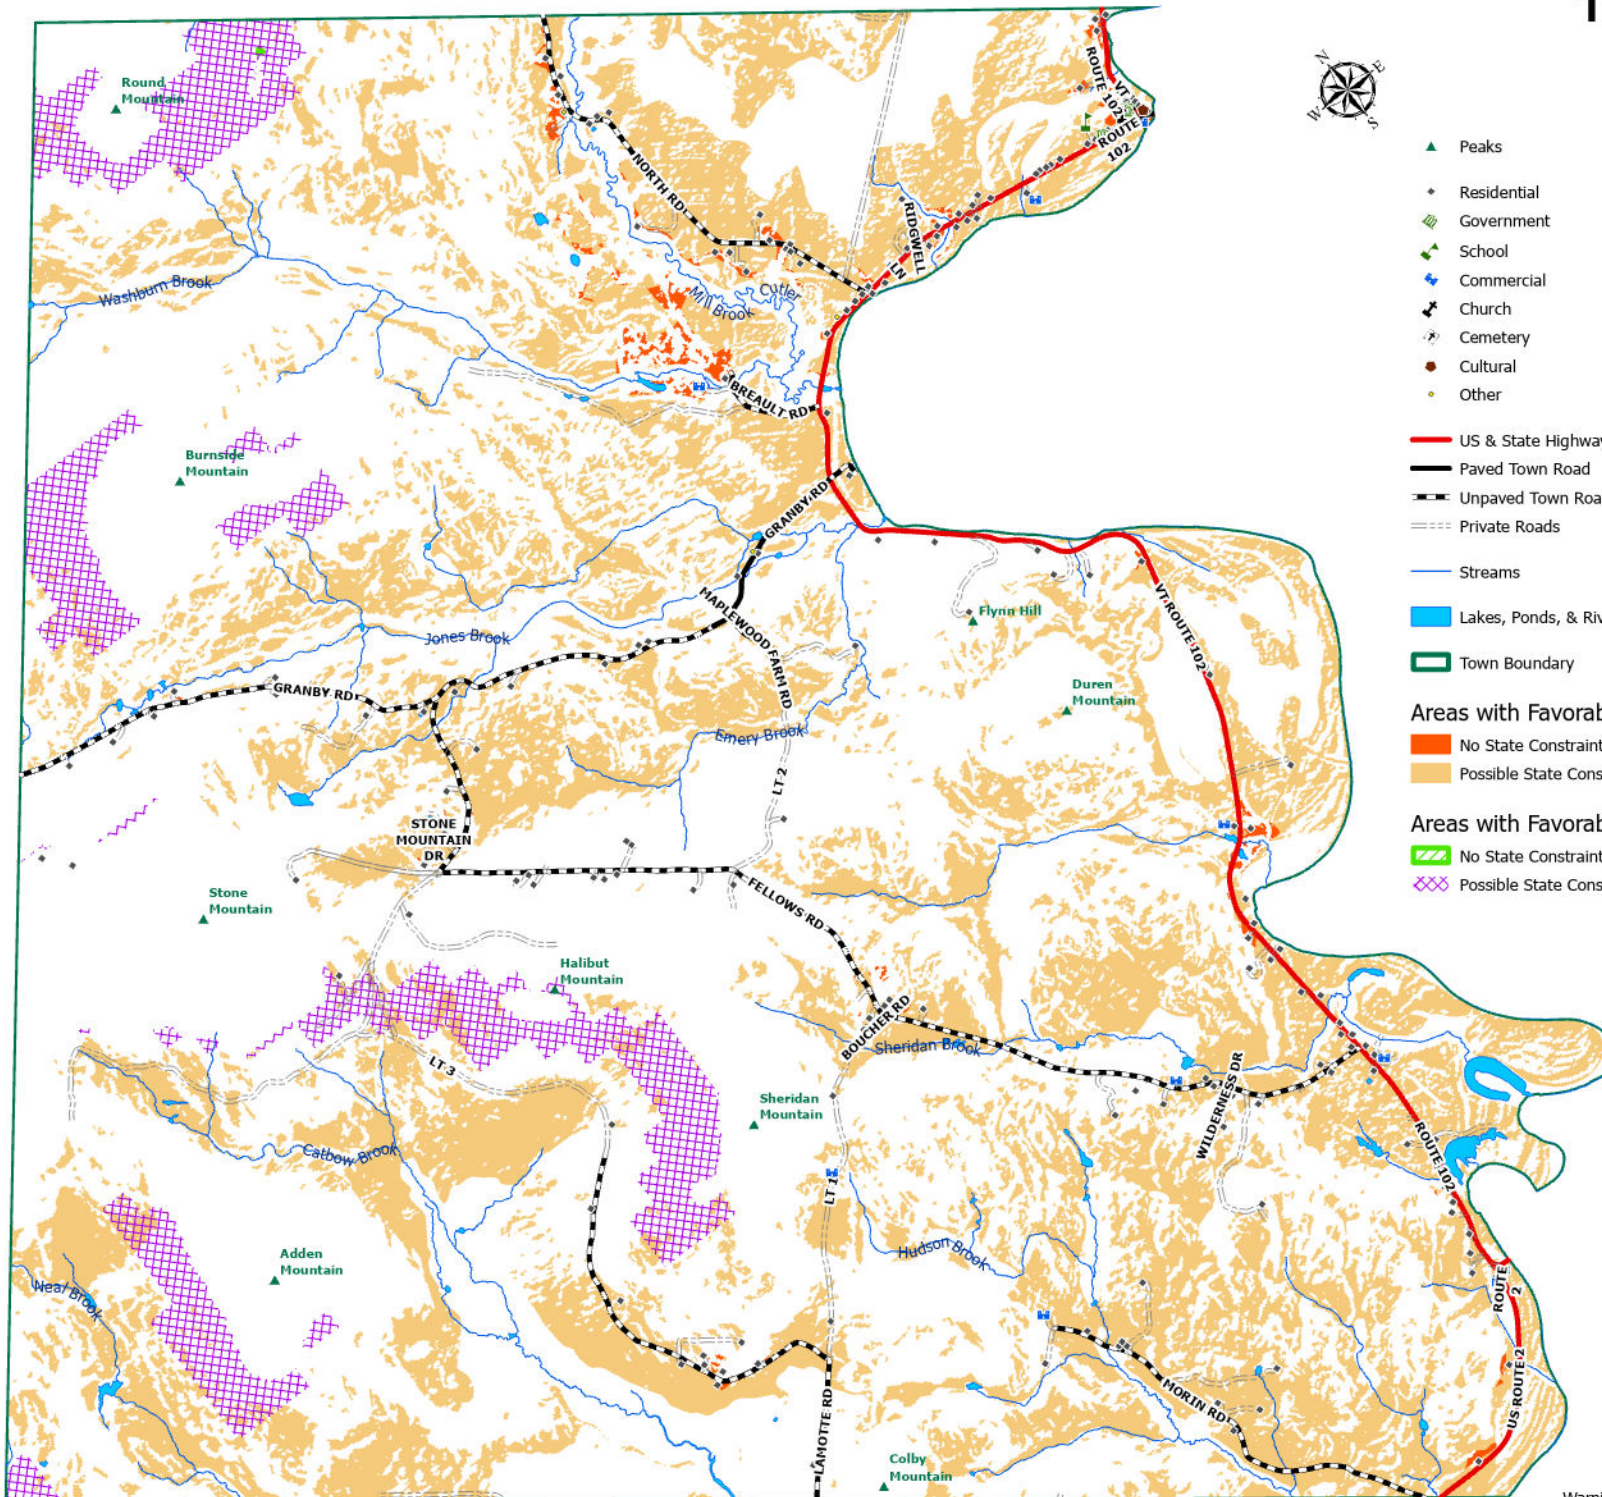 N
E
W
S
Peaks
Residential
Government
School
Commercial
Church
Cemetery
Cultural
Other
US & State Highway
Paved Town Road
Unpaved Town Roa
Private Roads
Streams
Lakes, Ponds, & Riv
Town Boundary
Areas with Favorab
No State Constraint
Possible State Cons
Areas with Favorab
No State Constraint
Possible State Cons
Round
Mountain
VT
ROUTE 102
ROUTE
102
NORTH RD
RIDGWELL
LN
Washburn Brook
Cutler
Mill Brook
BREAULT RD
Burnside
Mountain
GRANBY RD
MAPLEWOOD FARM RD
Flynn Hill
VT ROUTE 102
Jones Brook
GRANBY RD
Duren
Mountain
Emery Brook
LT 2
STONE
MOUNTAIN
DR
Stone
Mountain
FELLOWS RD
Halibut
Mountain
BOUCHER RD
Sheridan Brook
LT 3
WILDERNESS DR
Sheridan
Mountain
ROUTE 102
Catbow Brook
LT 1
Hudson Brook
Adden
Mountain
Neal Brook
ROUTE
2
US ROUTE 2
MORIN RD
LAMOTTE RD
Colby
Mountain